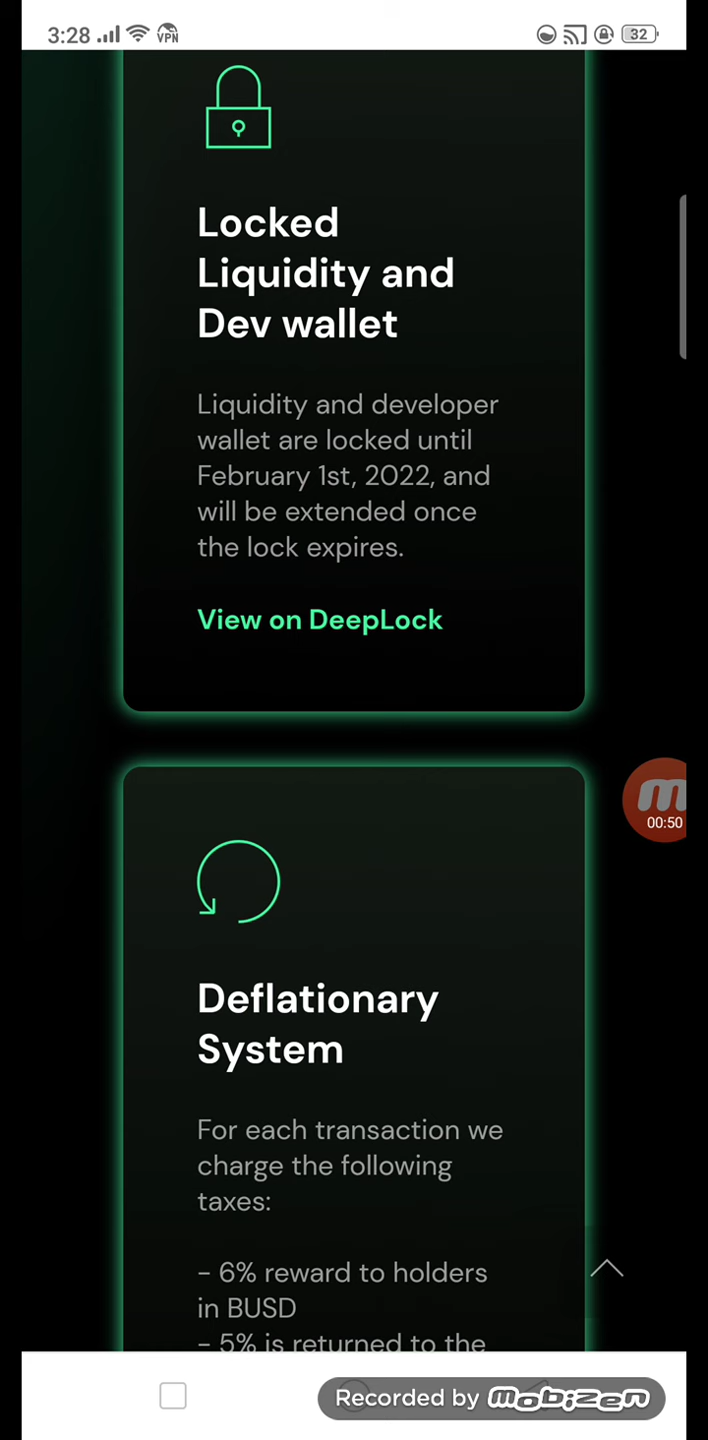 3:28 VPN 32
Locked
Liquidity and
Dev wallet
Liquidity and developer
wallet are locked until
February 1st, 2022, and
will be extended once
the lock expires.
View on DeepLock
m
00:50
Deflationary
System
For each transaction we
charge the following
taxes:
- 6% reward to holders
in BUSD
- 5% is returned to the
Recorded by mobizen